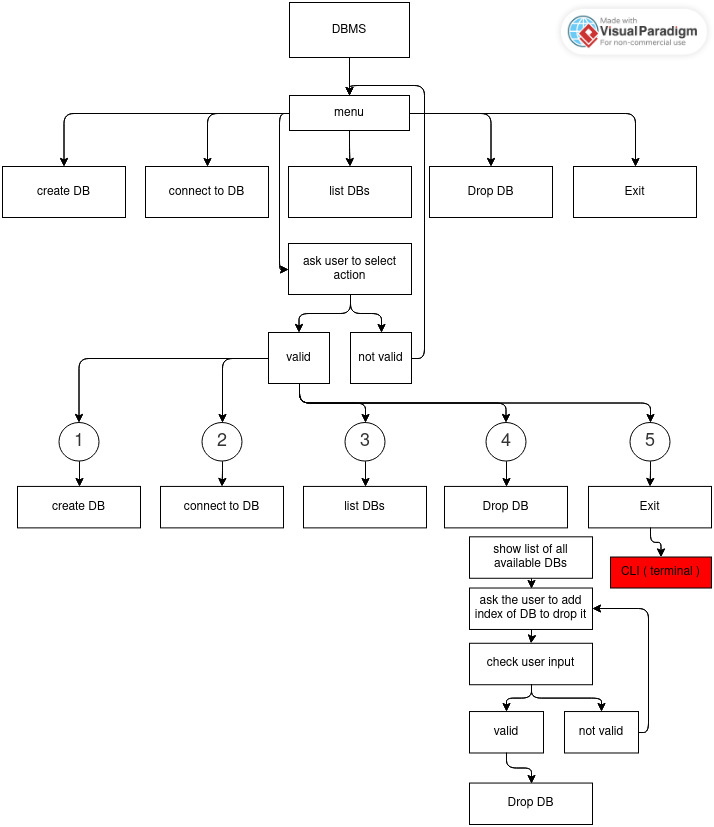 DBMS
Made with
VisualParadigm
For non-commercial use
menu
create DB
connect to DB
list DBs
Drop DB
Exit
ask user to select
action
valid
not valid
1
2
3
4
5
create DB
connect to DB
list DBs
Drop DB
Exit
show list of all
available DBs
CLI ( terminal )
ask the user to add
index of DB to drop it
check user input
valid
not valid
Drop DB